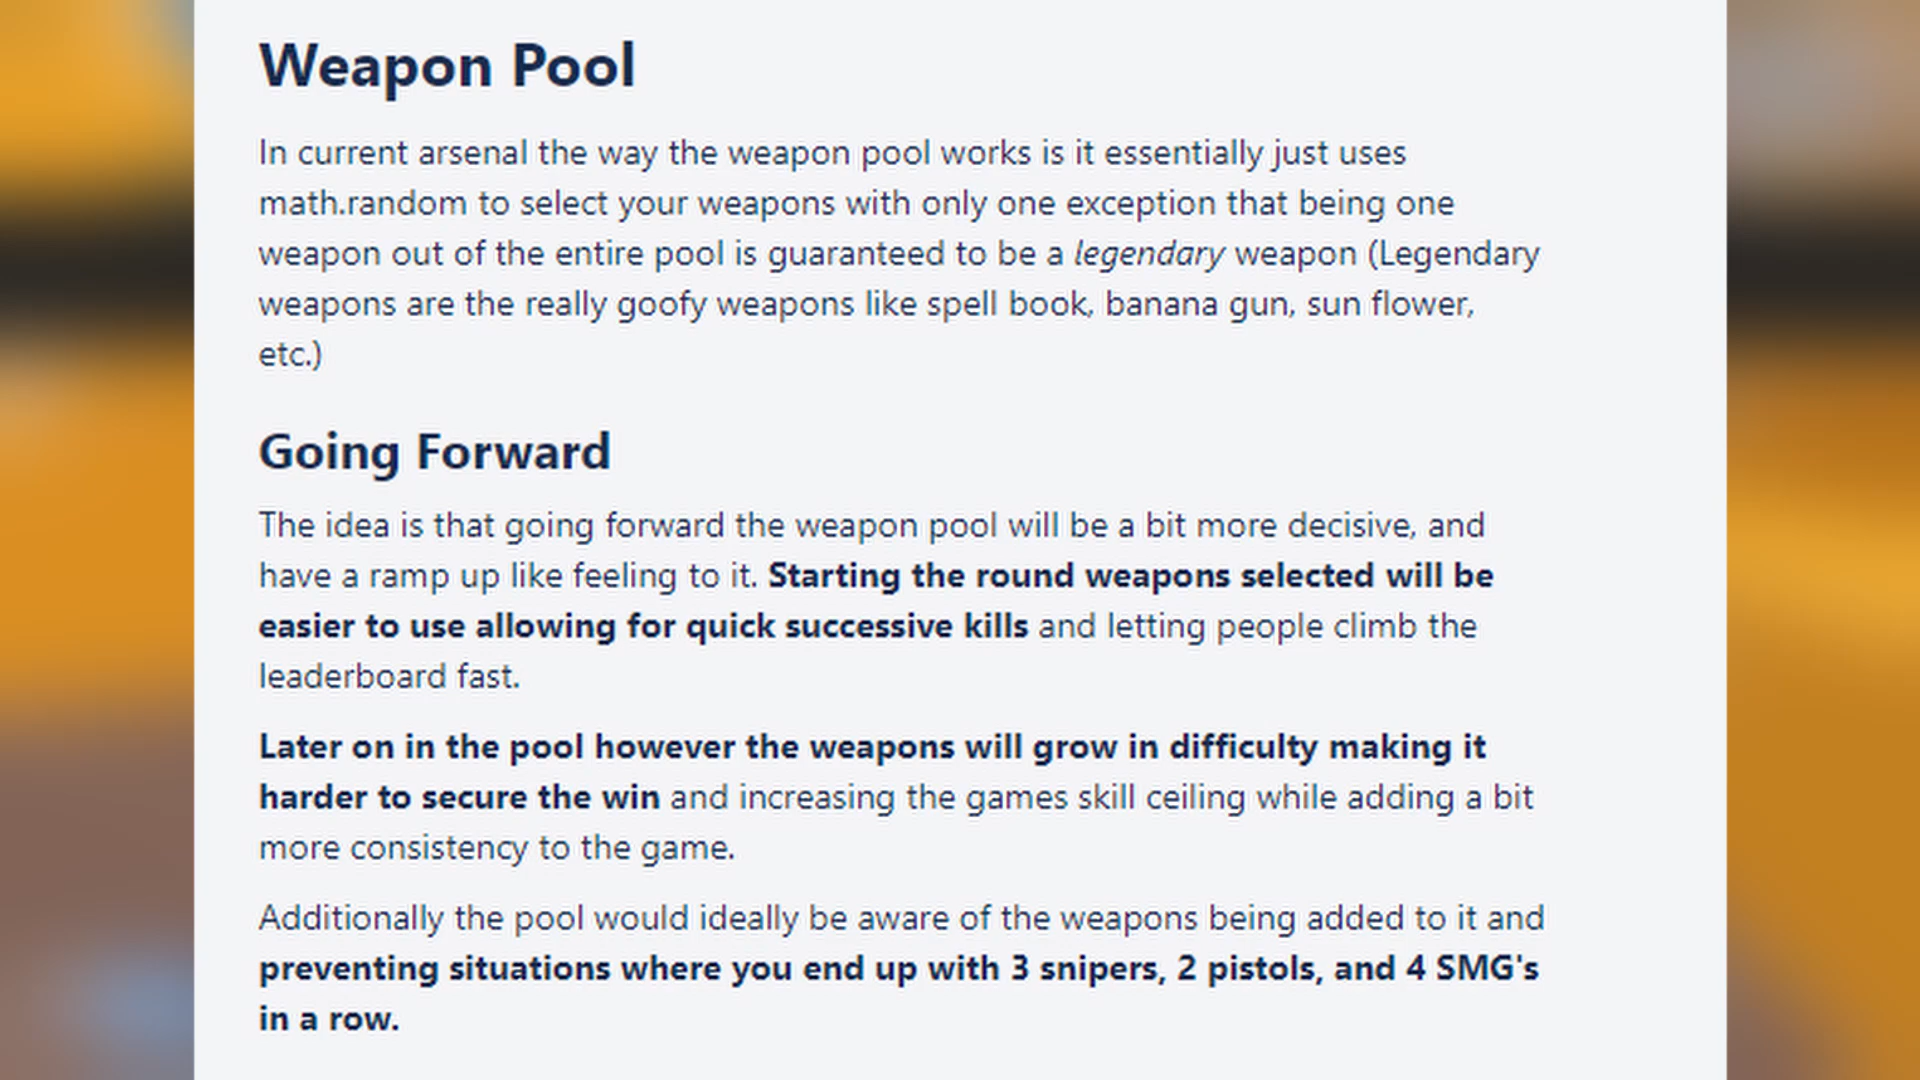 Weapon Pool
In current arsenal the way the weapon pool works is it essentially just uses
math.random to select your weapons with only one exception that being one
weapon out of the entire pool is guaranteed to be a legendary weapon (Legendary
weapons are the really goofy weapons like spell book, banana gun, sun flower,
etc.)
Going Forward
The idea is that going forward the weapon pool will be a bit more decisive, and
have a ramp up like feeling to it. Starting the round weapons selected will be
easier to use allowing for quick successive kills and letting people climb the
leaderboard fast.
Later on in the pool however the weapons will grow in difficulty making it
harder to secure the win and increasing the games skill ceiling while adding a bit
more consistency to the game.
Additionally the pool would ideally be aware of the weapons being added to it and
preventing situations where you end up with 3 snipers, 2 pistols, and 4 SMG's
in a row.